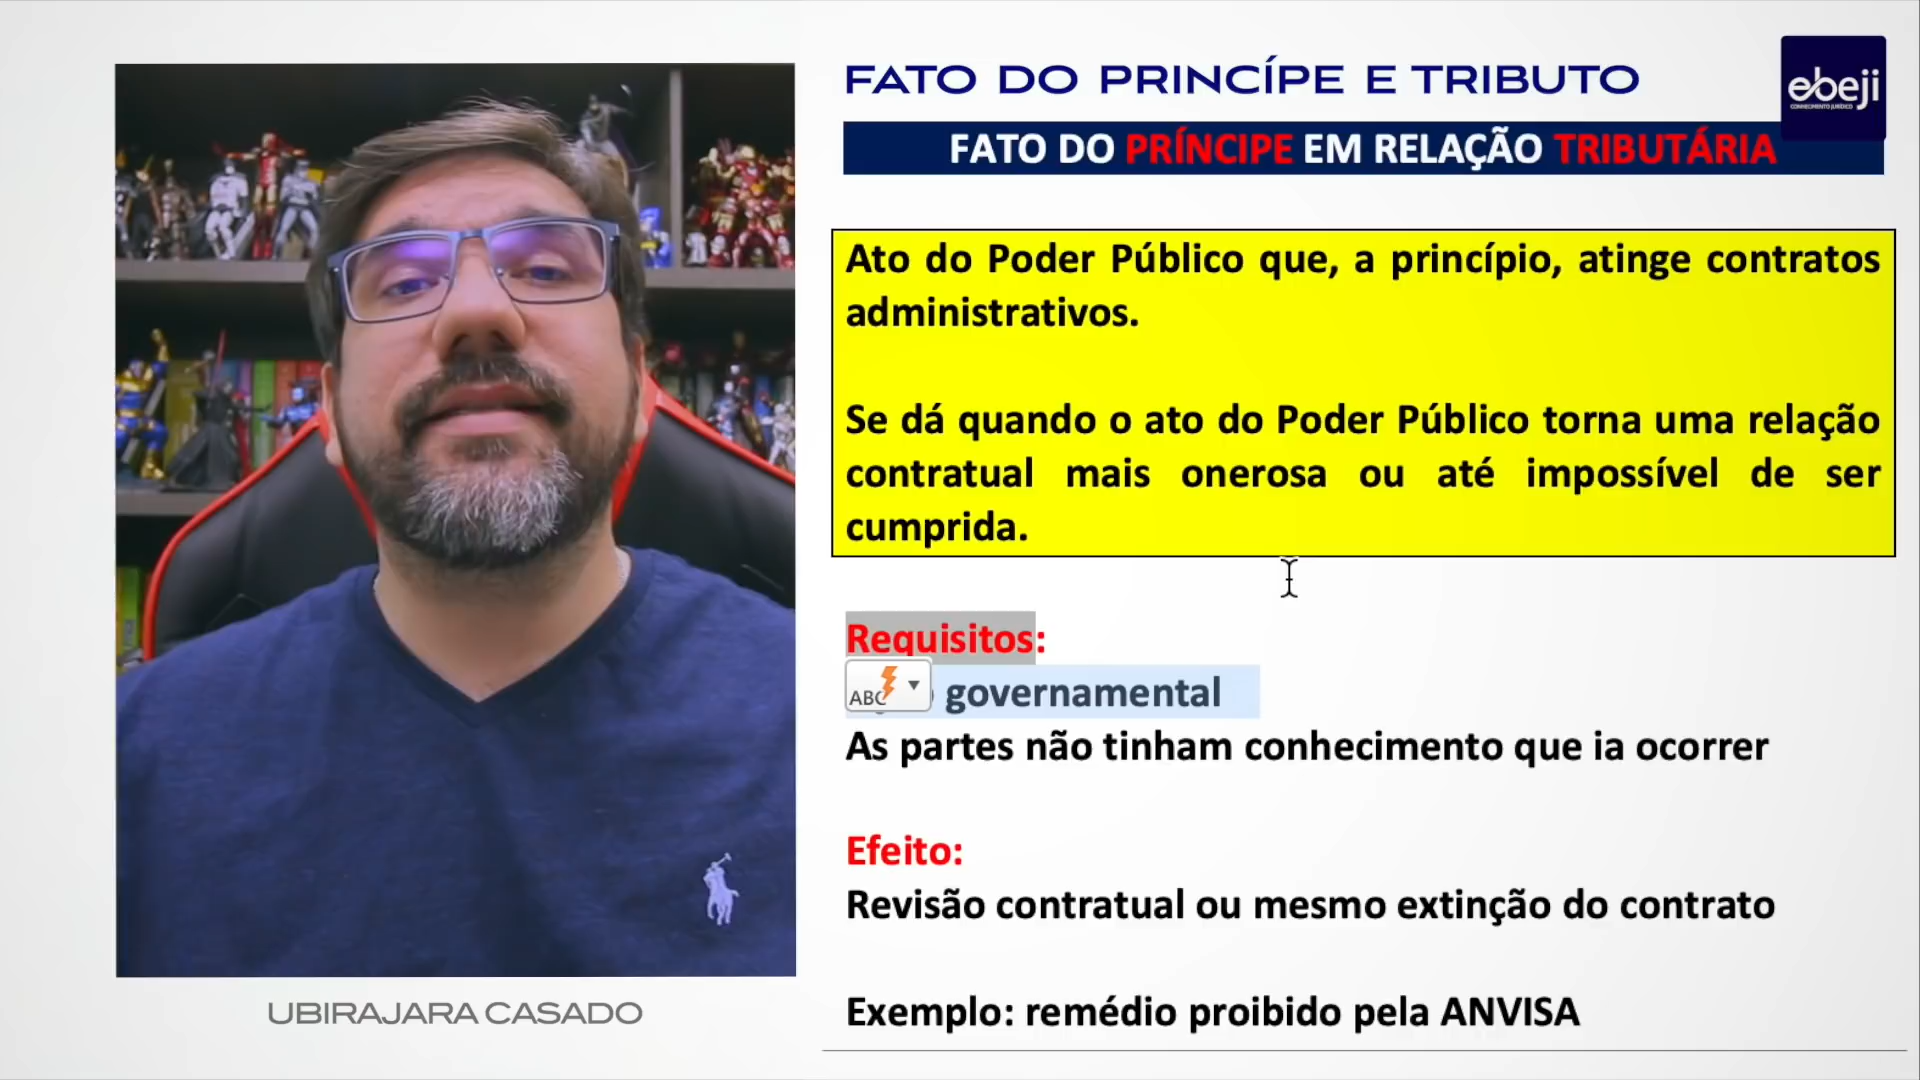 FATO DO PRINCÍPE E TRIBUTO
ebeji
CONHECIMENTO JURÍDICO
FATO DO PRÍNCIPE EM RELAÇÃO TRIBUTÁRIA
Ato do Poder Público que, a princípio, atinge contratos
administrativos.
Se dá quando o ato do Poder Público torna uma relação
contratual mais onerosa ou até impossível de ser
cumprida.
Requisitos:
ABC
governamental
As partes não tinham conhecimento que ia ocorrer
Efeito:
Revisão contratual ou mesmo extinção do contrato
Exemplo: remédio proibido pela ANVISA
UBIRAJARA CASADO